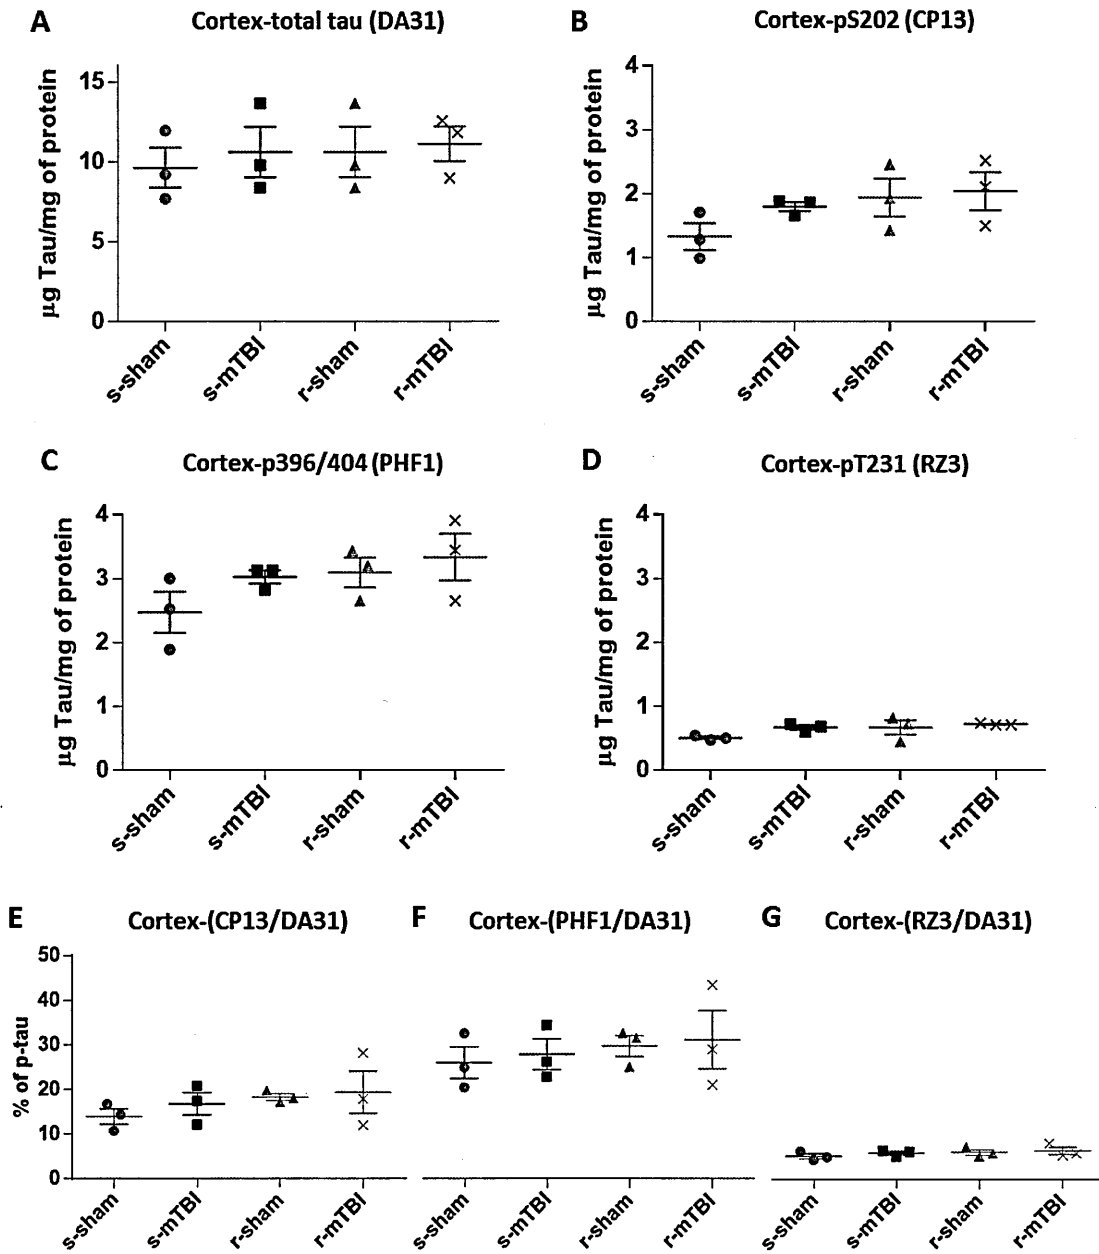 A Cortex-total tau (DA31)
µg Tau/mg of protein
15
10
5
0
s-sham
s-mTBI
r-sham
r-mTBI
B Cortex-pS202 (CP13)
µg Tau/mg of protein
4
3
2
1
0
s-sham
s-mTBI
r-sham
r-mTBI
C Cortex-p396/404 (PHF1)
µg Tau/mg of protein
4
3
2
1
0
s-sham
s-mTBI
r-sham
r-mTBI
D Cortex-pT231 (RZ3)
µg Tau/mg of protein
4
3
2
1
0
s-sham
s-mTBI
r-sham
r-mTBI
E Cortex-(CP13/DA31)
% of p-tau
50
40
30
20
10
0
s-sham
s-mTBI
r-sham
r-mTBI
F Cortex-(PHF1/DA31)
s-sham
s-mTBI
r-sham
r-mTBI
G Cortex-(RZ3/DA31)
s-sham
s-mTBI
r-sham
r-mTBI